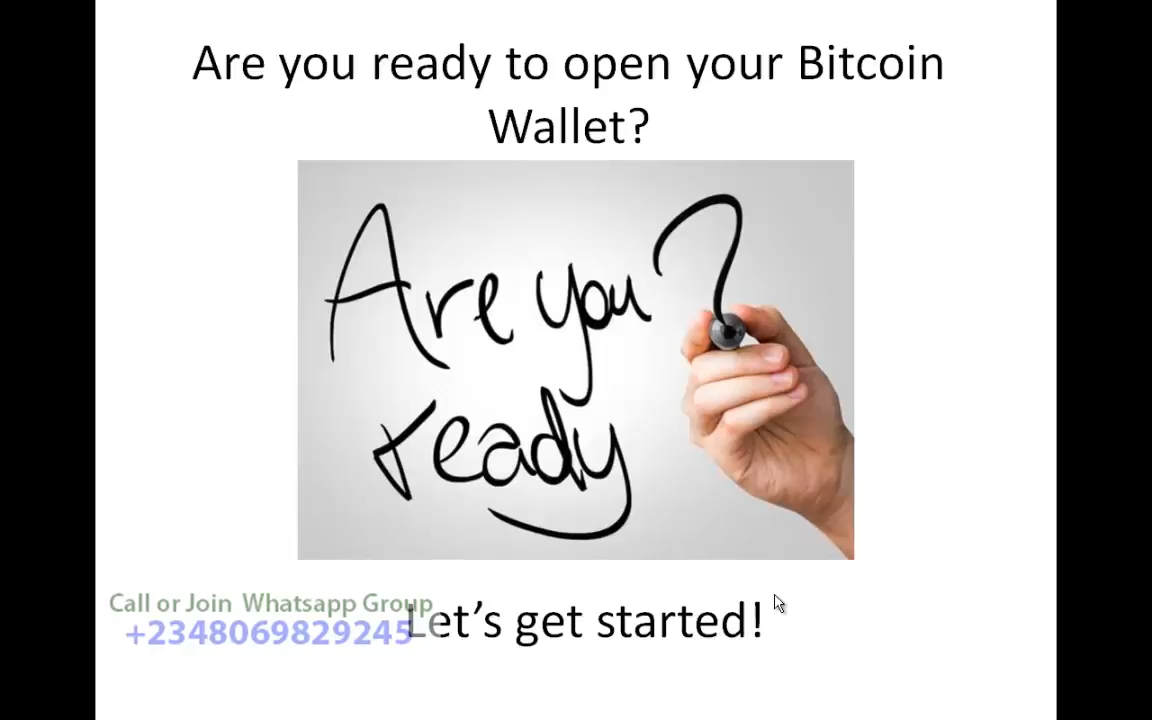 Are you ready to open your Bitcoin
Wallet?
Are you?
ready
Call or Join Whatsapp Group
+2348069829245
Let's get started!